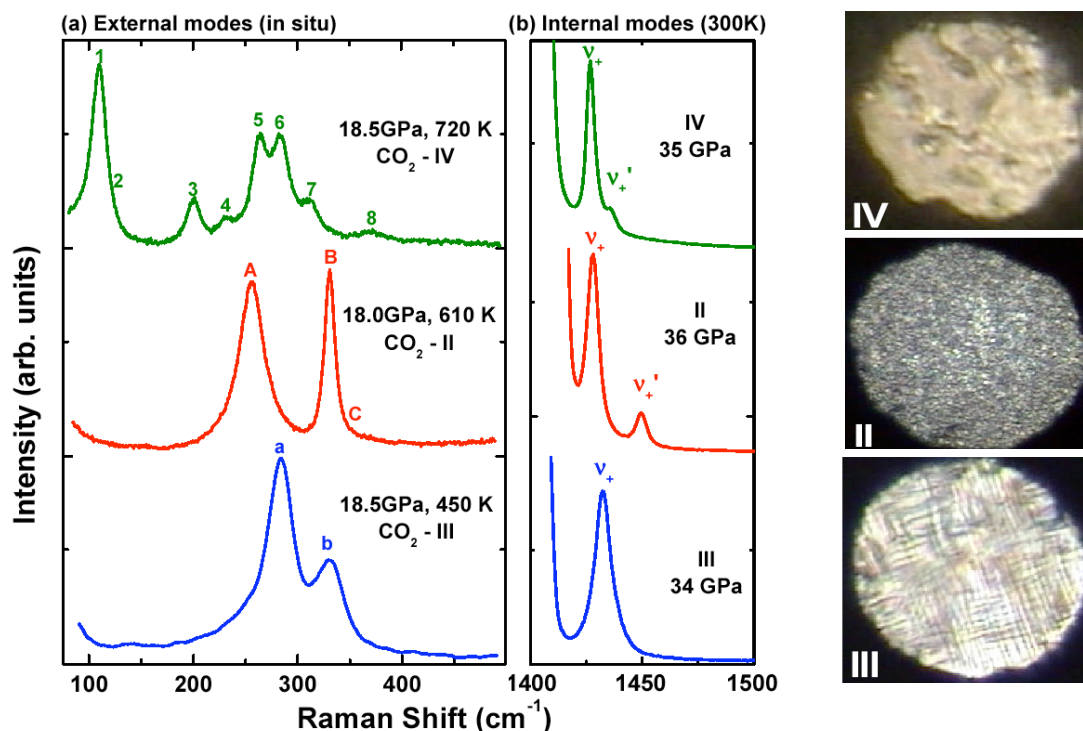 (a) External modes (in situ)
(b) Internal modes (300K)
Intensity (arb. units)
1
2
3
4
5
6
7
8
18.5GPa, 720 K
CO₂ - IV
A
B
C
18.0GPa, 610 K
CO₂ - II
a
b
18.5GPa, 450 K
CO₂ - III
100
200
300
400
ν₊
ν₊'
IV
35 GPa
ν₊
ν₊'
II
36 GPa
ν₊
III
34 GPa
1400
1450
1500
Raman Shift (cm⁻¹)
IV
II
III